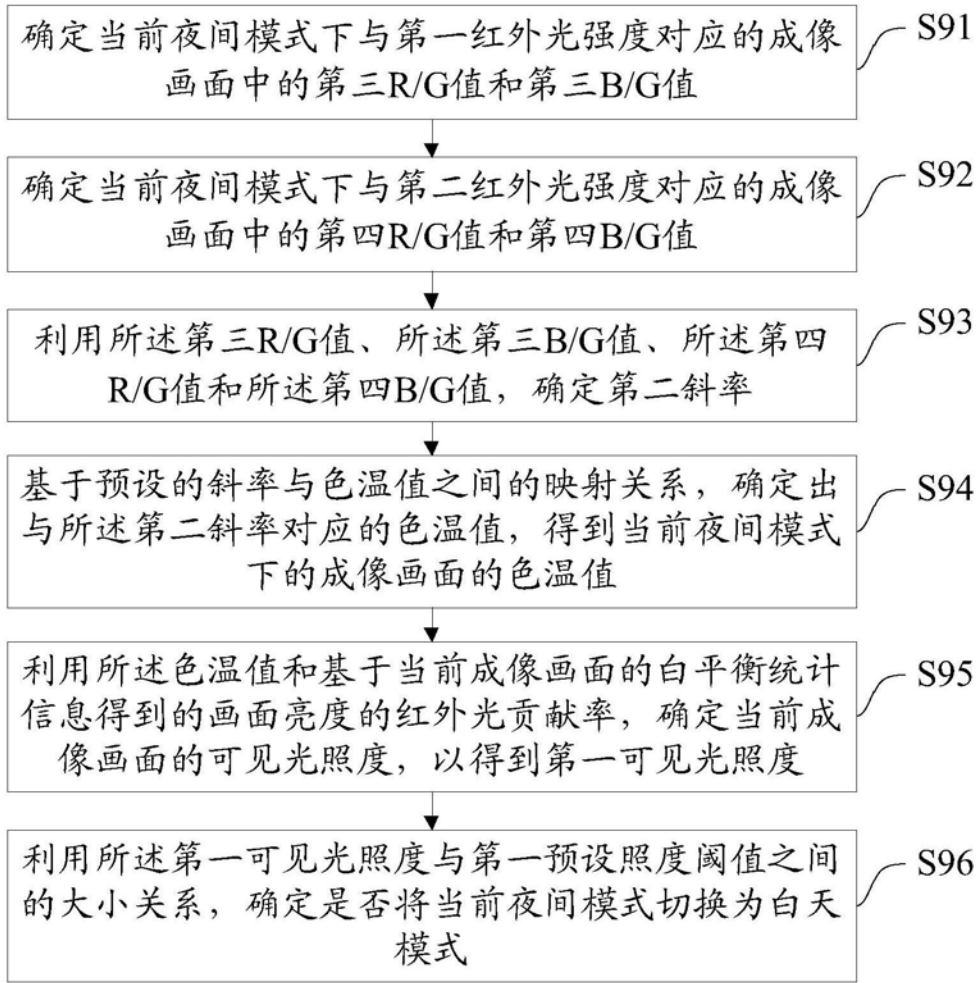 确定当前夜间模式下与第一红外光强度对应的成像
画面中的第三R/G值和第三B/G值
S91
确定当前夜间模式下与第二红外光强度对应的成像
画面中的第四R/G值和第四B/G值
S92
利用所述第三R/G值、所述第三B/G值、所述第四
R/G值和所述第四B/G值，确定第二斜率
S93
基于预设的斜率与色温值之间的映射关系，确定出
与所述第二斜率对应的色温值，得到当前夜间模式
下的成像画面的色温值
S94
利用所述色温值和基于当前成像画面的白平衡统计
信息得到的画面亮度的红外光贡献率，确定当前成
像画面的可见光照度，以得到第一可见光照度
S95
利用所述第一可见光照度与第一预设照度阈值之间
的大小关系，确定是否将当前夜间模式切换为白天
模式
S96